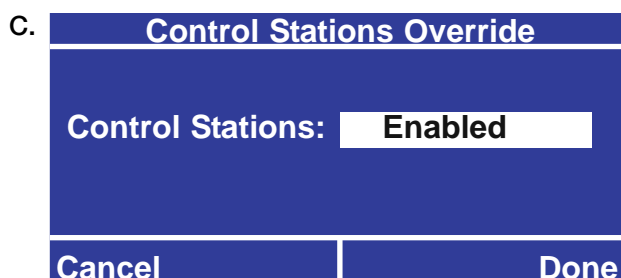 C. Control Stations Override
Control Stations: Enabled
Cancel Done